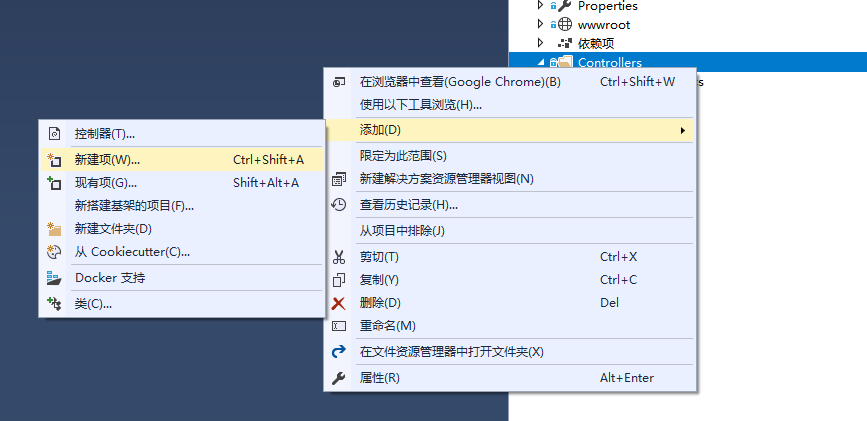 Properties
wwwroot
依赖项
Controllers
在浏览器中查看(Google Chrome)(B) Ctrl+Shift+W
使用以下工具浏览(H)...
添加(D)
限定为此范围(S)
新建解决方案资源管理器视图(N)
查看历史记录(H)...
从项目中排除(J)
剪切(T) Ctrl+X
复制(Y) Ctrl+C
删除(D) Del
重命名(M)
在文件资源管理器中打开文件夹(X)
属性(R) Alt+Enter
控制器(T)...
新建项(W)... Ctrl+Shift+A
现有项(G)... Shift+Alt+A
新搭建基架的项目(F)...
新建文件夹(D)
从 Cookiecutter(C)...
Docker 支持
类(C)...